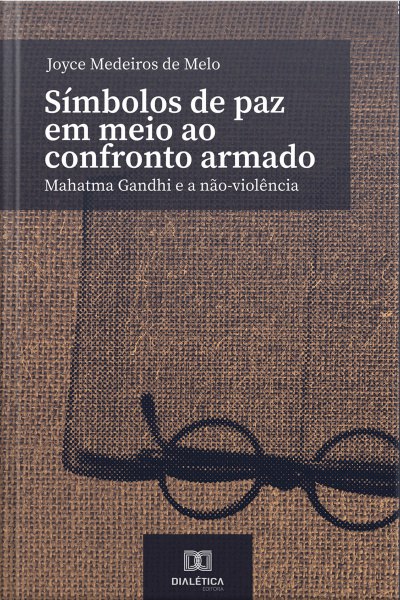 Joyce Medeiros de Melo
Símbolos de paz
em meio ao
confronto armado
Mahatma Gandhi e a não-violência
DIALÉTICA
EDITORA